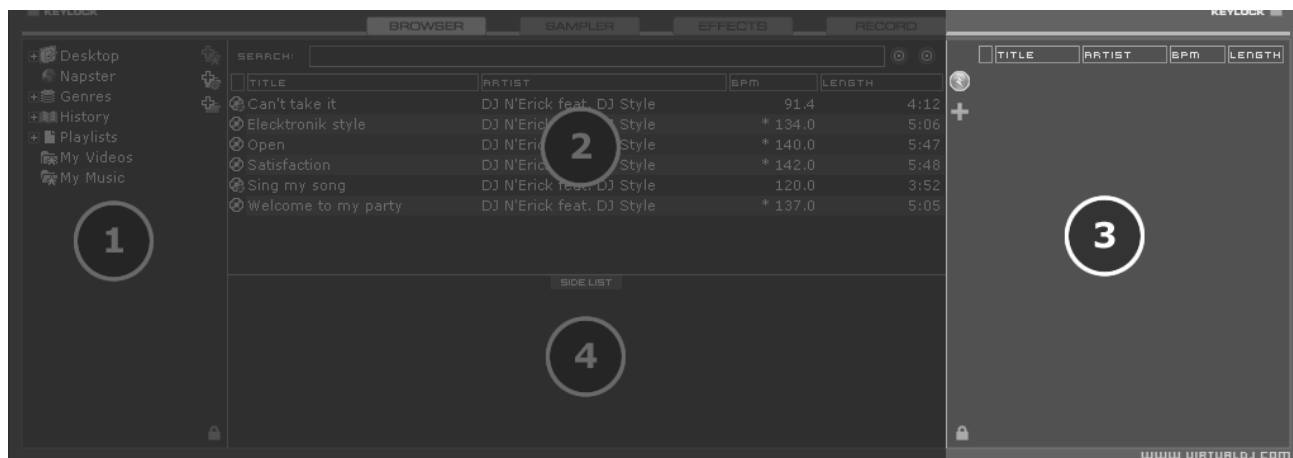 KEYLOCK
KEYLOCK
BROWSER SAMPLER EFFECTS RECORD
Desktop
Napster
Genres
History
Playlists
My Videos
My Music
1
SEARCH:
TITLE ARTIST BPM LENGTH
Can't take it DJ N'Erick feat. DJ Style 91.4 4:12
Elecktronik style DJ N'Erick Style * 134.0 5:06
Open DJ N'Eric Style * 140.0 5:47
Satisfaction DJ N'Eric Style * 142.0 5:48
Sing my song DJ N'Erick feat. DJ Style 120.0 3:52
Welcome to my party DJ N'Erick feat. DJ Style * 137.0 5:05
2
SIDE LIST
4
TITLE ARTIST BPM LENGTH
3
WWW.VIRTUALDJ.COM